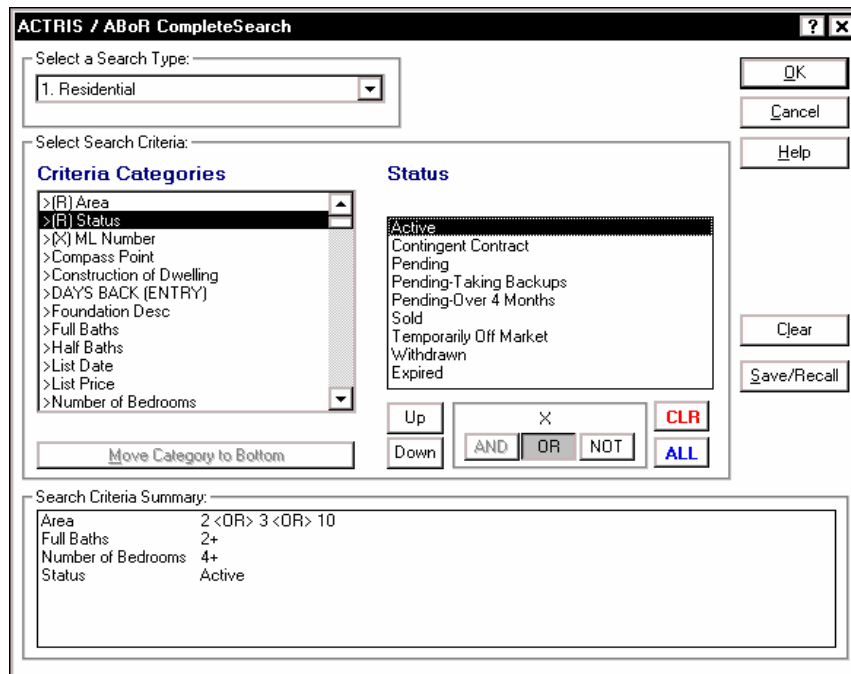 ACTRIS / ABoR CompleteSearch
Select a Search Type:
1. Residential
OK
Cancel
Help
Select Search Criteria:
Criteria Categories
>(R) Area
>(R) Status
>(X) ML Number
>Compass Point
>Construction of Dwelling
>DAYS BACK (ENTRY)
>Foundation Desc
>Full Baths
>Half Baths
>List Date
>List Price
>Number of Bedrooms
Move Category to Bottom
Status
Active
Contingent Contract
Pending
Pending-Taking Backups
Pending-Over 4 Months
Sold
Temporarily Off Market
Withdrawn
Expired
Up
Down
X
AND OR NOT
CLR
ALL
Clear
Save/Recall
Search Criteria Summary:
Area 2 <OR> 3 <OR> 10
Full Baths 2+
Number of Bedrooms 4+
Status Active